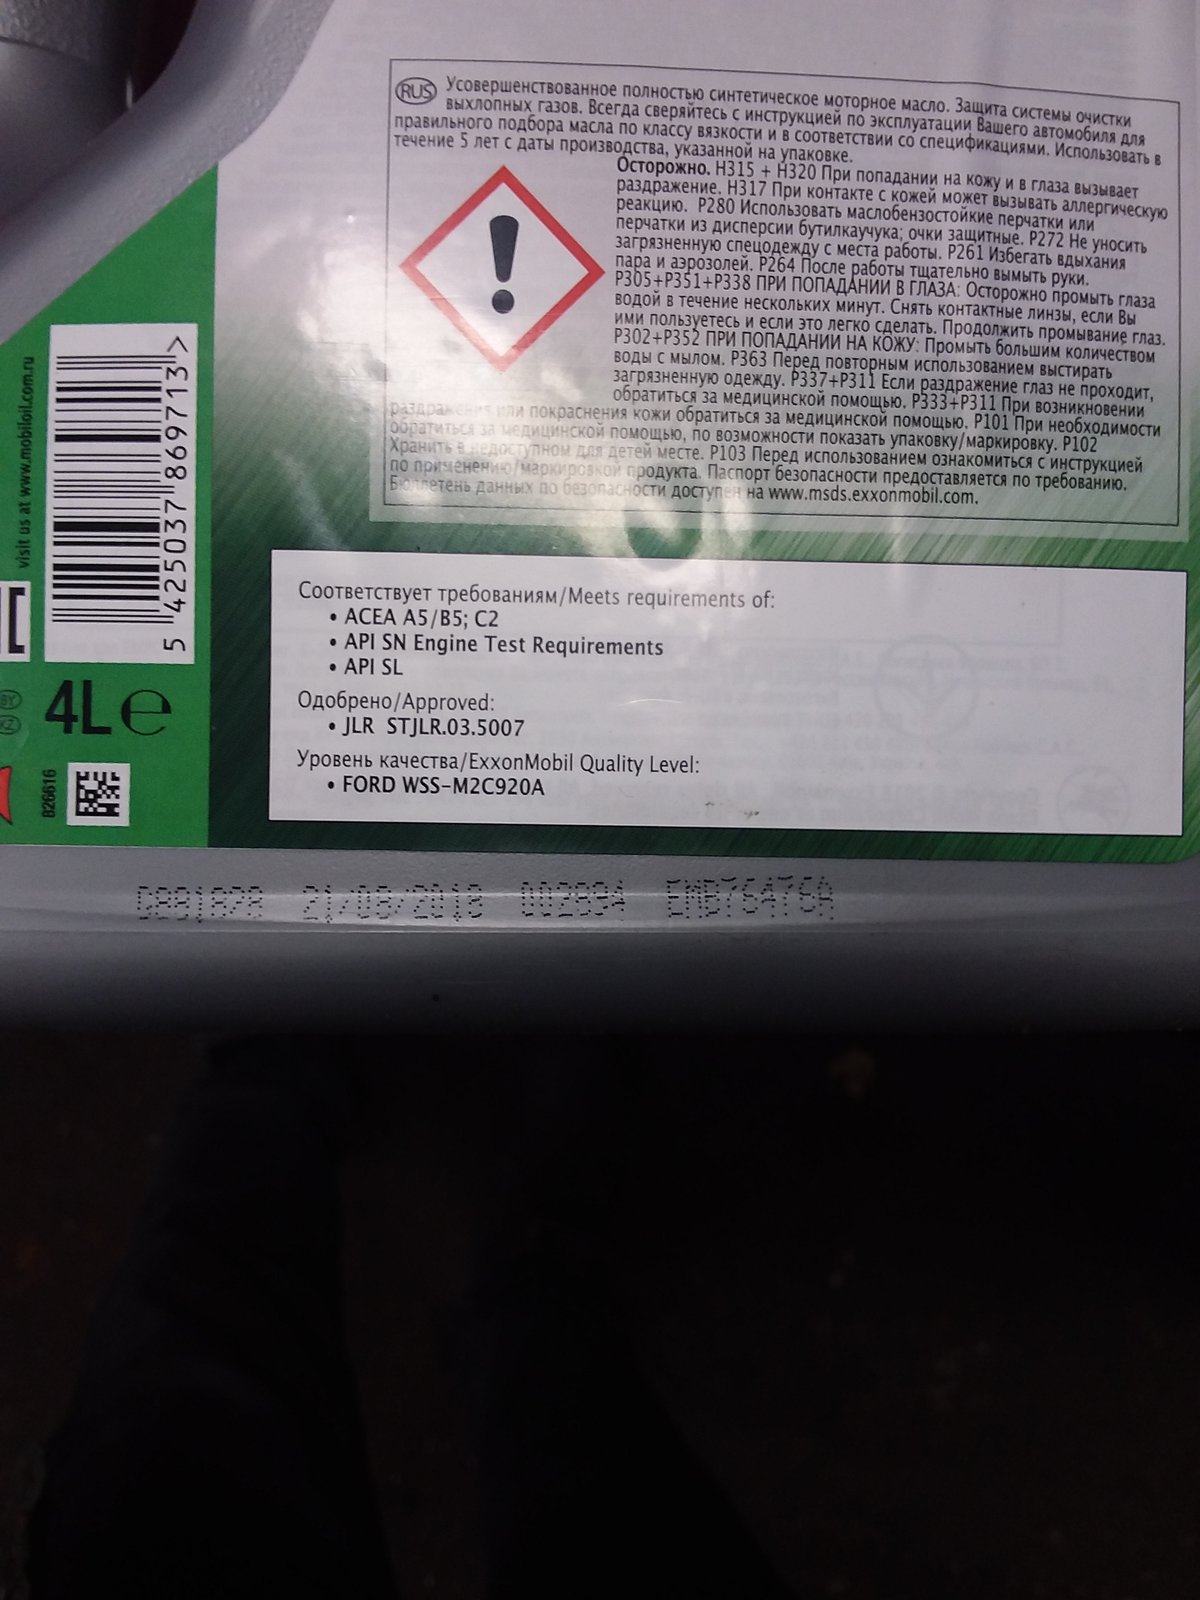 RUS Усовершенствованное полностью синтетическое моторное масло. Защита системы очистки
выхлопных газов. Всегда сверяйтесь с инструкцией по эксплуатации Вашего автомобиля для
правильного подбора масла по классу вязкости и в соответствии со спецификациями. Использовать в
течение 5 лет с даты производства, указанной на упаковке.
Осторожно. H315 + H320 При попадании на кожу и в глаза вызывает
раздражение. H317 При контакте с кожей может вызывать аллергическую
реакцию. P280 Использовать маслобензостойкие перчатки или
перчатки из дисперсии бутилкаучука; очки защитные. P272 Не уносить
загрязненную спецодежду с места работы. P261 Избегать вдыхания
пара и аэрозолей. P264 После работы тщательно вымыть руки.
P305+P351+P338 ПРИ ПОПАДАНИИ В ГЛАЗА: Осторожно промыть глаза
водой в течение нескольких минут. Снять контактные линзы, если Вы
ими пользуетесь и если это легко сделать. Продолжить промывание глаз.
P302+P352 ПРИ ПОПАДАНИИ НА КОЖУ: Промыть большим количеством
воды с мылом. P363 Перед повторным использованием выстирать
загрязненную одежду. P337+P311 Если раздражение глаз не проходит,
обратиться за медицинской помощью. P333+P311 При возникновении
раздражения или покраснения кожи обратиться за медицинской помощью. P101 При необходимости
обратиться за медицинской помощью, по возможности показать упаковку/маркировку. P102
Хранить в недоступном для детей месте. P103 Перед использованием ознакомиться с инструкцией
по применению/маркировкой продукта. Паспорт безопасности предоставляется по требованию.
Бюллетень данных по безопасности доступен на www.msds.exxonmobil.com.
visit us at www.mobiloil.com.ru
5 425037 869713 >
BY
KZ
4L e
826616
Соответствует требованиям/Meets requirements of:
• ACEA A5/B5; C2
• API SN Engine Test Requirements
• API SL
Одобрено/Approved:
• JLR STJLR.03.5007
Уровень качества/ExxonMobil Quality Level:
• FORD WSS-M2C920A
21/08/2018 002894 EMB76476A